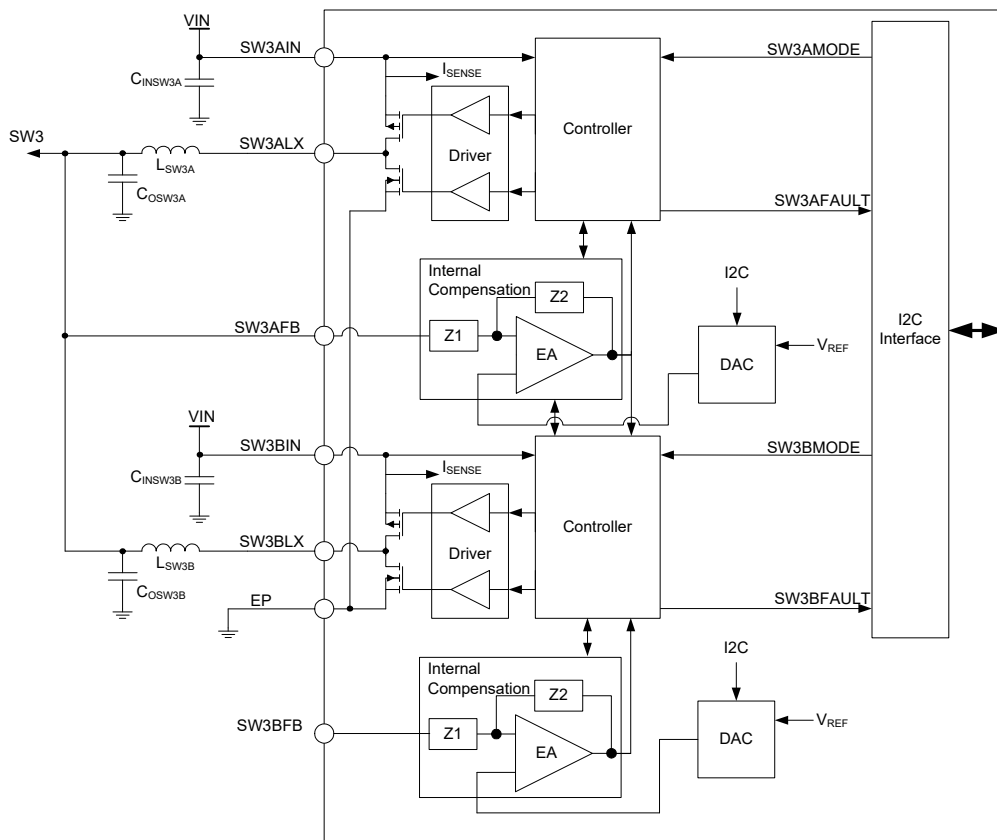 VIN
SW3AIN
CINSW3A
ISENSE
SW3AMODE
Controller
SW3
SW3ALX
LSW3A
COSW3A
Driver
SW3AFAULT
Internal
Compensation
Z2
I2C
SW3AFB
Z1
EA
VREF
DAC
I2C
Interface
VIN
SW3BIN
CINSW3B
ISENSE
SW3BMODE
Controller
SW3BLX
LSW3B
COSW3B
Driver
EP
SW3BFAULT
Internal
Compensation
Z2
I2C
SW3BFB
Z1
EA
VREF
DAC